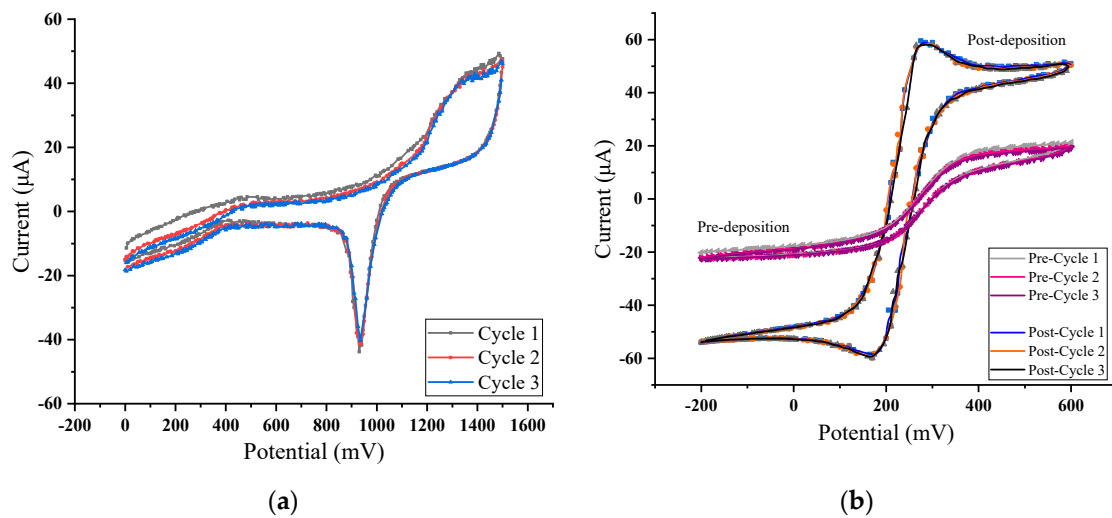 60
40
20
0
-20
-40
-60
-200 0 200 400 600 800 1000 1200 1400 1600
Current (μA)
Potential (mV)
Cycle 1
Cycle 2
Cycle 3
(a)
60
40
20
0
-20
-40
-60
-200 0 200 400 600
Current (μA)
Potential (mV)
Post-deposition
Pre-deposition
Pre-Cycle 1
Pre-Cycle 2
Pre-Cycle 3
Post-Cycle 1
Post-Cycle 2
Post-Cycle 3
(b)